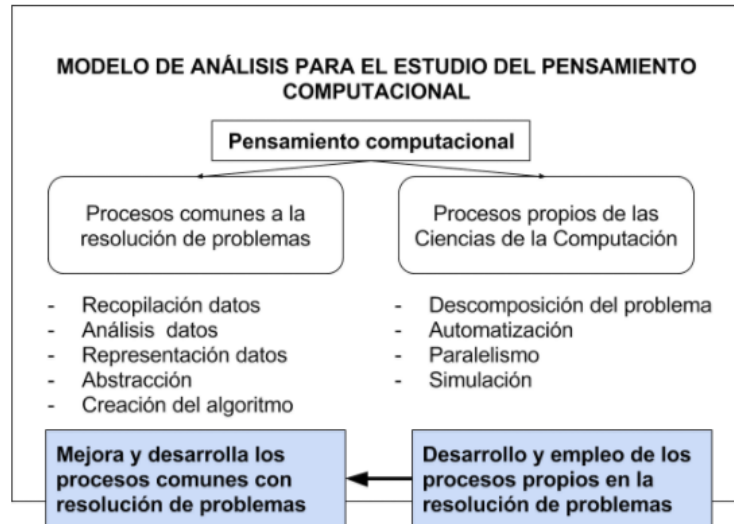 MODELO DE ANÁLISIS PARA EL ESTUDIO DEL PENSAMIENTO
COMPUTACIONAL
Pensamiento computacional
Procesos comunes a la
resolución de problemas
Procesos propios de las
Ciencias de la Computación
- Recopilación datos
- Análisis datos
- Representación datos
- Abstracción
- Creación del algoritmo
- Descomposición del problema
- Automatización
- Paralelismo
- Simulación
Mejora y desarrolla los
procesos comunes con
resolución de problemas
Desarrollo y empleo de los
procesos propios en la
resolución de problemas